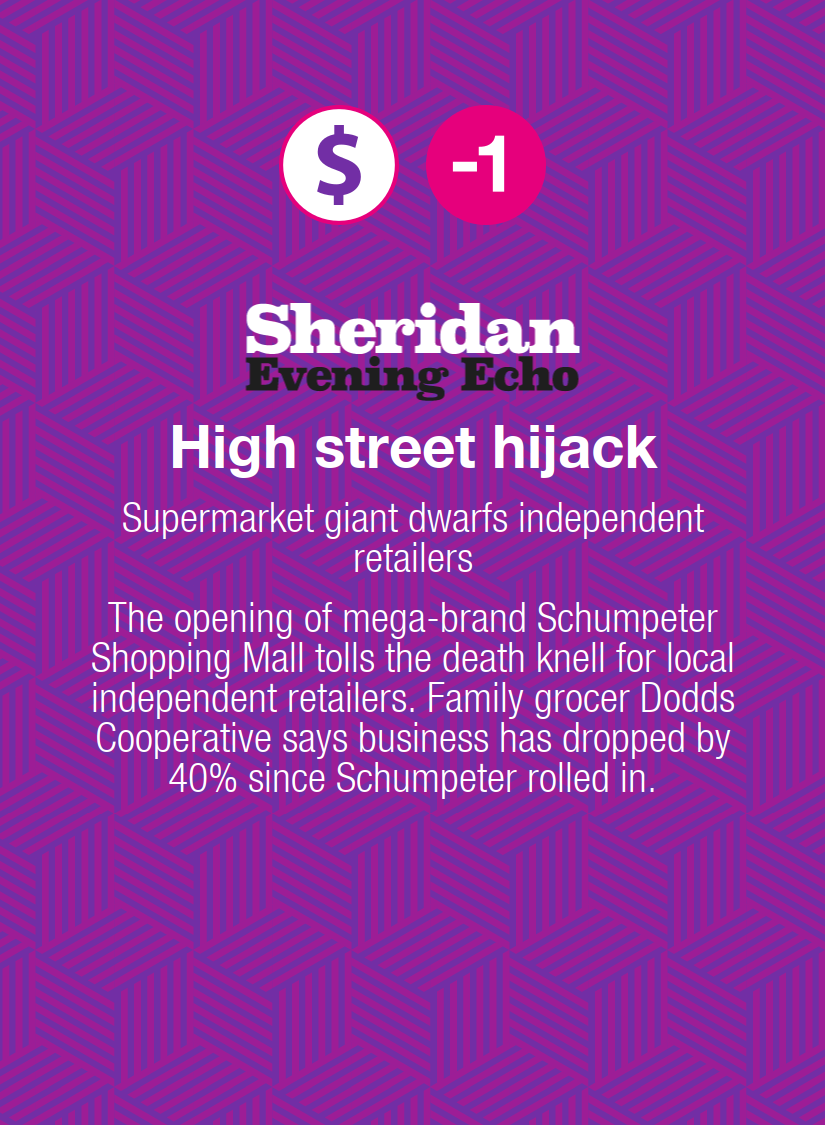 $ -1
Sheridan
Evening Echo
High street hijack
Supermarket giant dwarfs independent
retailers
The opening of mega-brand Schumpeter
Shopping Mall tolls the death knell for local
independent retailers. Family grocer Dodds
Cooperative says business has dropped by
40% since Schumpeter rolled in.